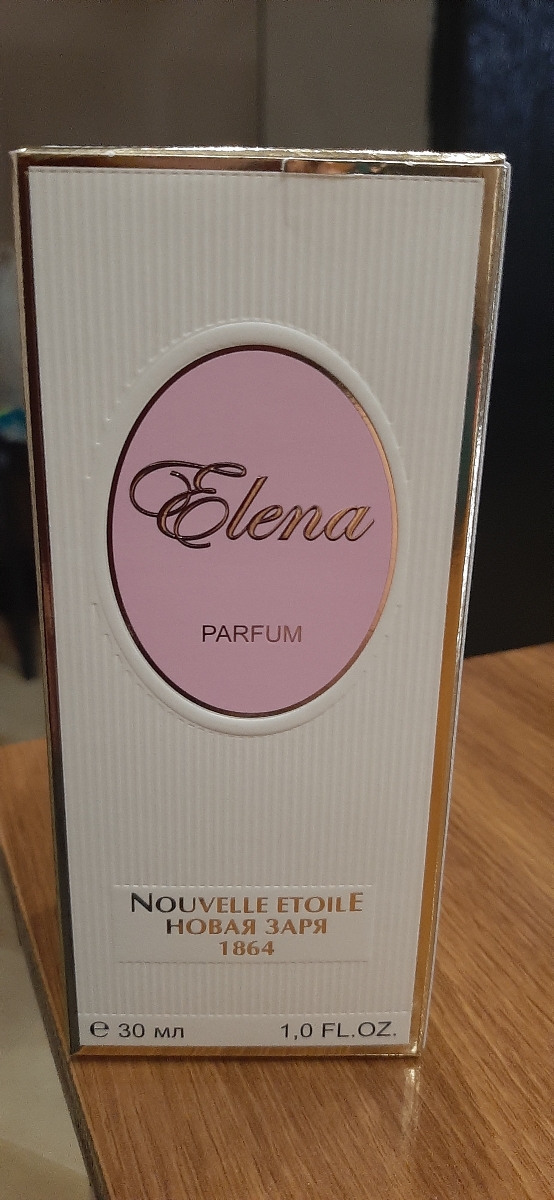 Elena
PARFUM
NOUVELLE ETOILE
НОВАЯ ЗАРЯ
1864
℮ 30 мл 1,0 FL.OZ.